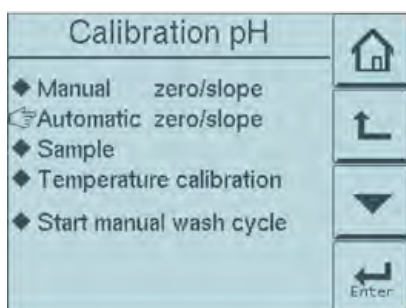 Calibration pH
Manual zero/slope
Automatic zero/slope
Sample
Temperature calibration
Start manual wash cycle
Enter